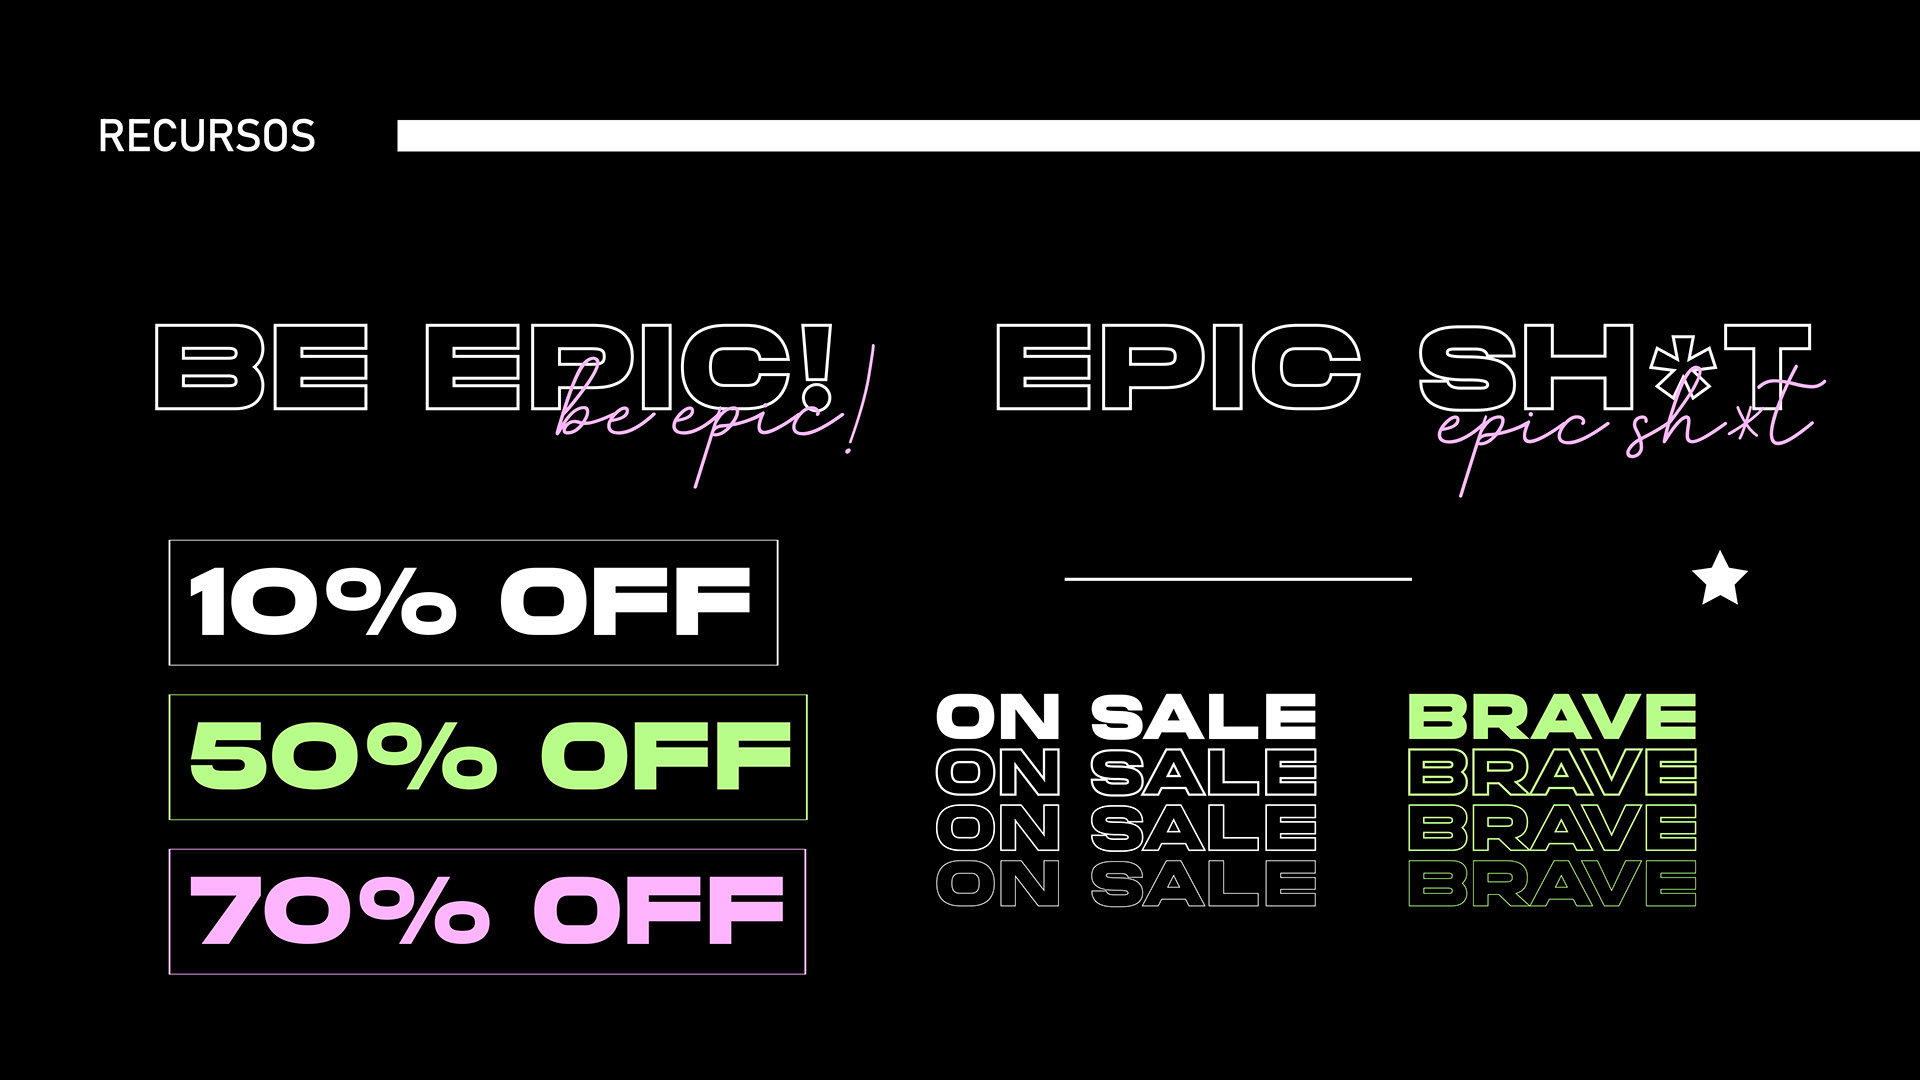 RECURSOS
BE EPIC!
be epic!
EPIC SH*T
epic sh*t
10% OFF
50% OFF
70% OFF
ON SALE
ON SALE
ON SALE
ON SALE
BRAVE
BRAVE
BRAVE
BRAVE